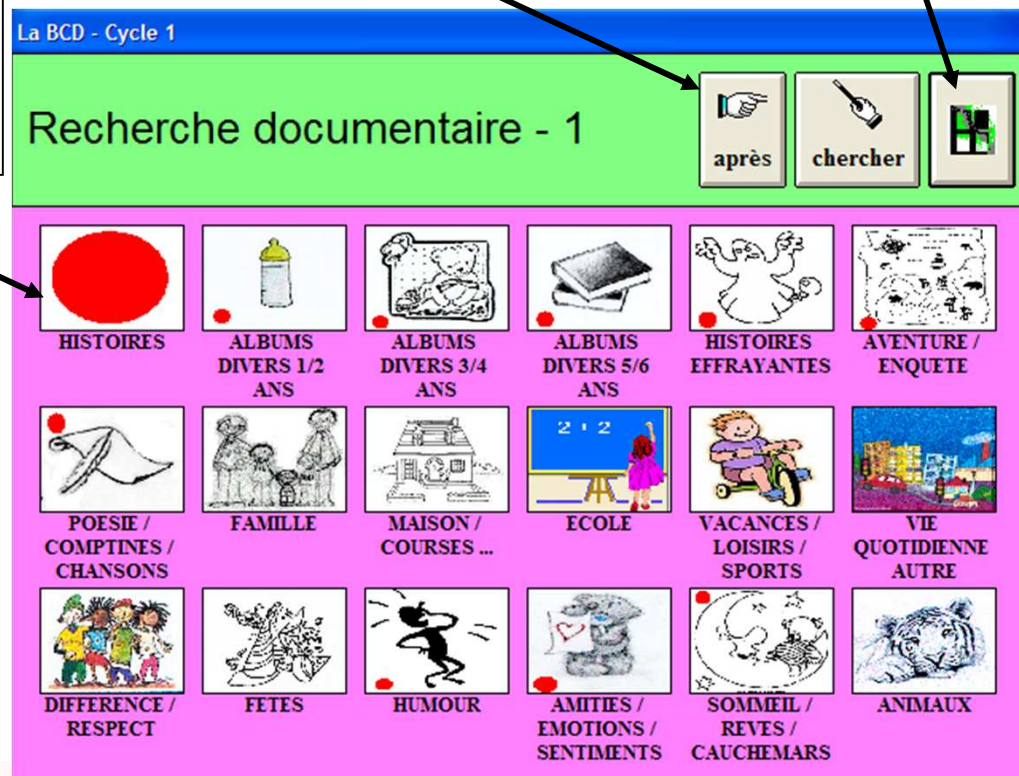 La BCD - Cycle 1
Recherche documentaire - 1
après
chercher
HISTOIRES
ALBUMS
DIVERS 1/2
ANS
ALBUMS
DIVERS 3/4
ANS
ALBUMS
DIVERS 5/6
ANS
HISTOIRES
EFFRAYANTES
AVENTURE /
ENQUETE
2 + 2
POESIE /
COMPTINES /
CHANSONS
FAMILLE
MAISON /
COURSES ...
ECOLE
VACANCES /
LOISIRS /
SPORTS
VIE
QUOTIDIENNE
AUTRE
DIFFERENCE /
RESPECT
FETES
HUMOUR
AMITIES /
EMOTIONS /
SENTIMENTS
SOMMEIL /
REVES /
CAUCHEMARS
ANIMAUX